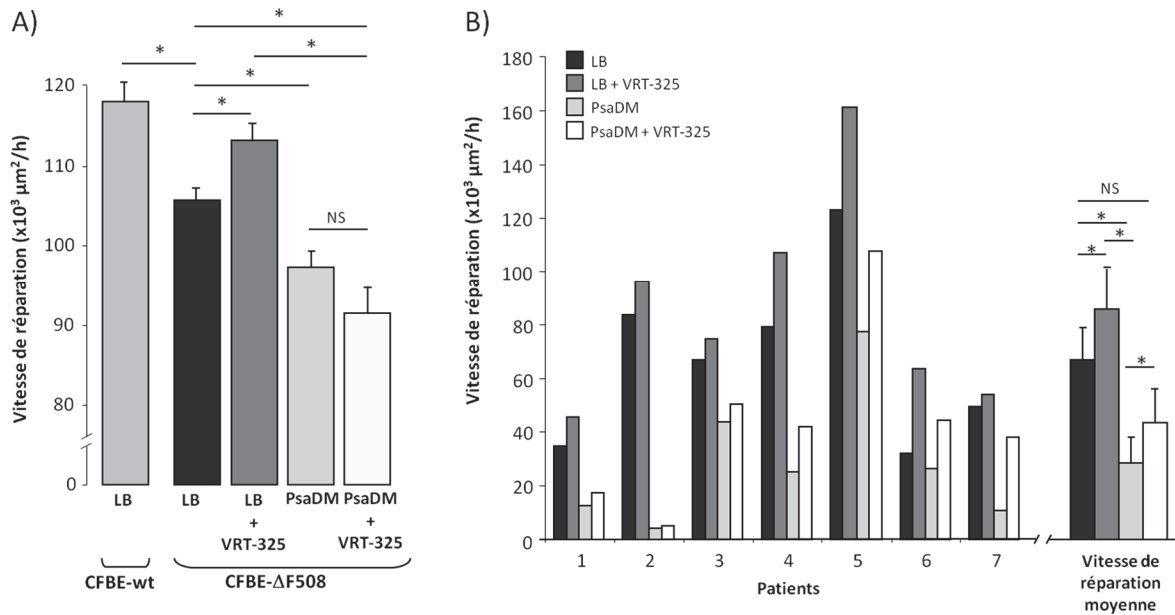 A)
Vitesse de réparation (x10³ µm²/h)
120
110
100
90
80
0
*
*
*
*
*
*
NS
LB
LB
LB
+
VRT-325
PsaDM
PsaDM
+
VRT-325
CFBE-wt
CFBE-ΔF508
B)
Vitesse de réparation (x10³ µm²/h)
180
160
140
120
100
80
60
40
20
0
LB
LB + VRT-325
PsaDM
PsaDM + VRT-325
NS
*
*
*
*
1 2 3 4 5 6 7
Patients
Vitesse de
réparation
moyenne